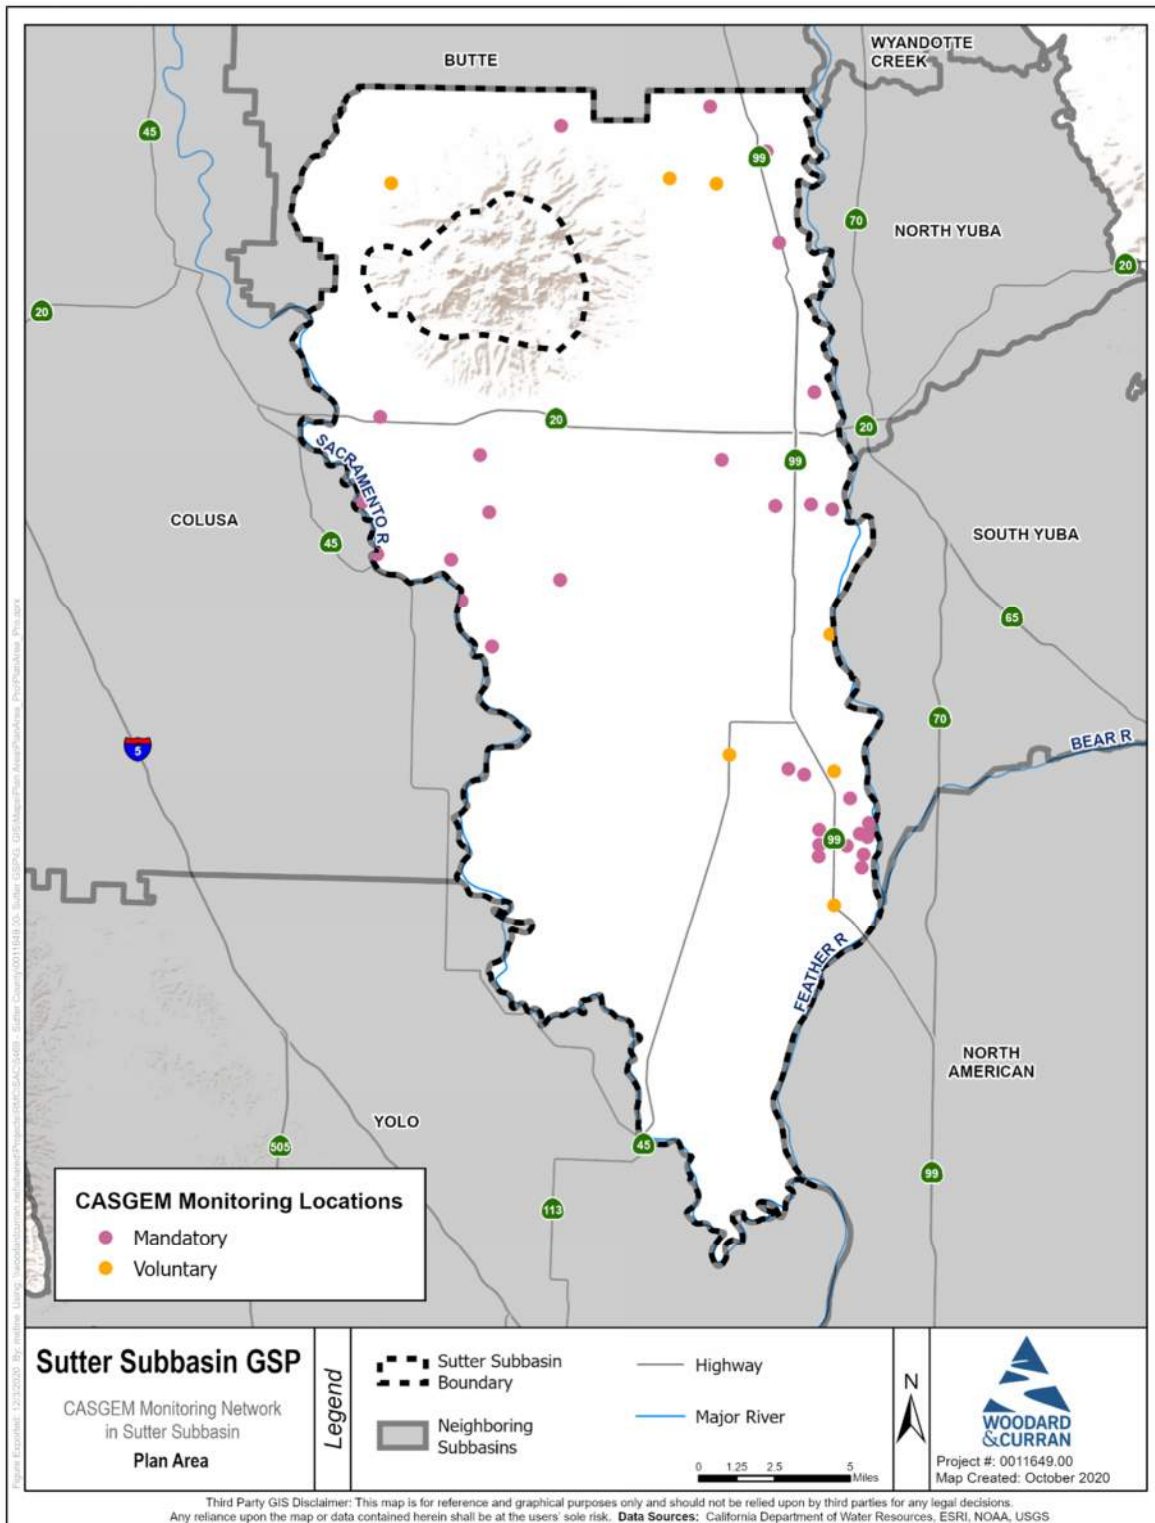 BUTTE
WYANDOTTE
CREEK
45
99
70
NORTH YUBA
20
20
20
20
SACRAMENTO R
99
COLUSA
45
SOUTH YUBA
65
5
70
BEAR R
99
FEATHER R
NORTH
AMERICAN
YOLO
505
45
99
113
CASGEM Monitoring Locations
Mandatory
Voluntary
Sutter Subbasin GSP
CASGEM Monitoring Network
in Sutter Subbasin
Plan Area
Legend
Sutter Subbasin
Boundary
Neighboring
Subbasins
Highway
Major River
0 1.25 2.5 5
Miles
N
WOODARD
&CURRAN
Project #: 0011649.00
Map Created: October 2020
Third Party GIS Disclaimer: This map is for reference and graphical purposes only and should not be relied upon by third parties for any legal decisions.
Any reliance upon the map or data contained herein shall be at the users' sole risk. Data Sources: California Department of Water Resources, ESRI, NOAA, USGS